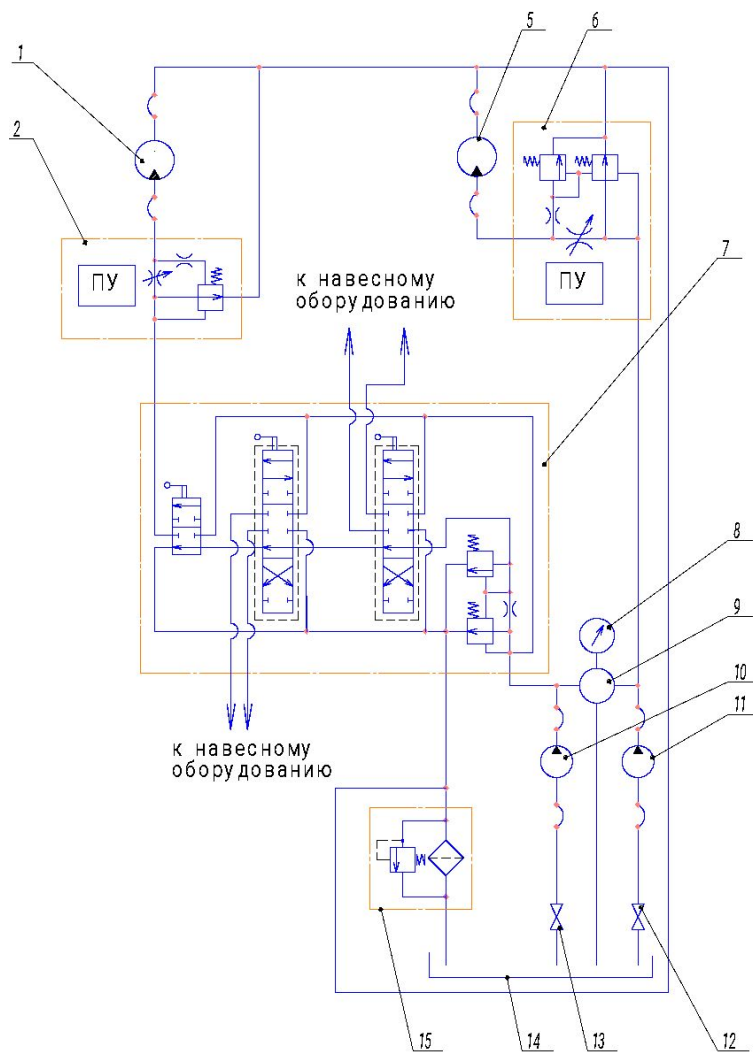 1
5
6
2
ПУ
к навесному
оборудованию
ПУ
7
8
9
10
11
к навесному
оборудованию
15
14
13
12